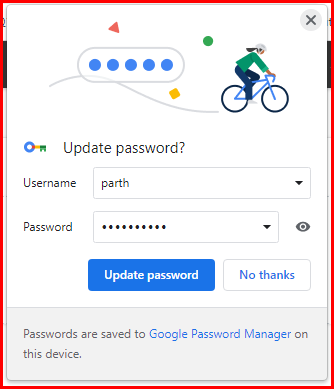 Update password?
Username parth
Password ••••••••••
Update password No thanks
Passwords are saved to Google Password Manager on
this device.